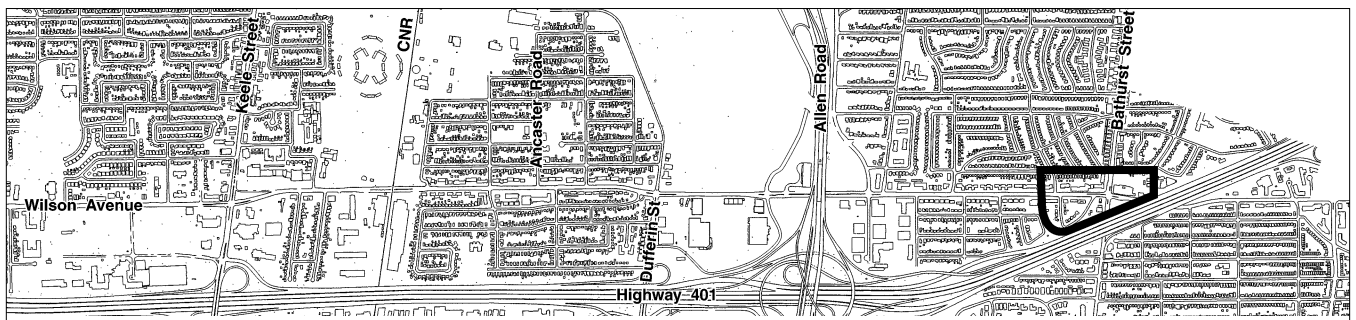 Keele Street
CNR
Ancaster Road
Allen Road
Bathurst Street
Wilson Avenue
Dufferin St
Highway 401